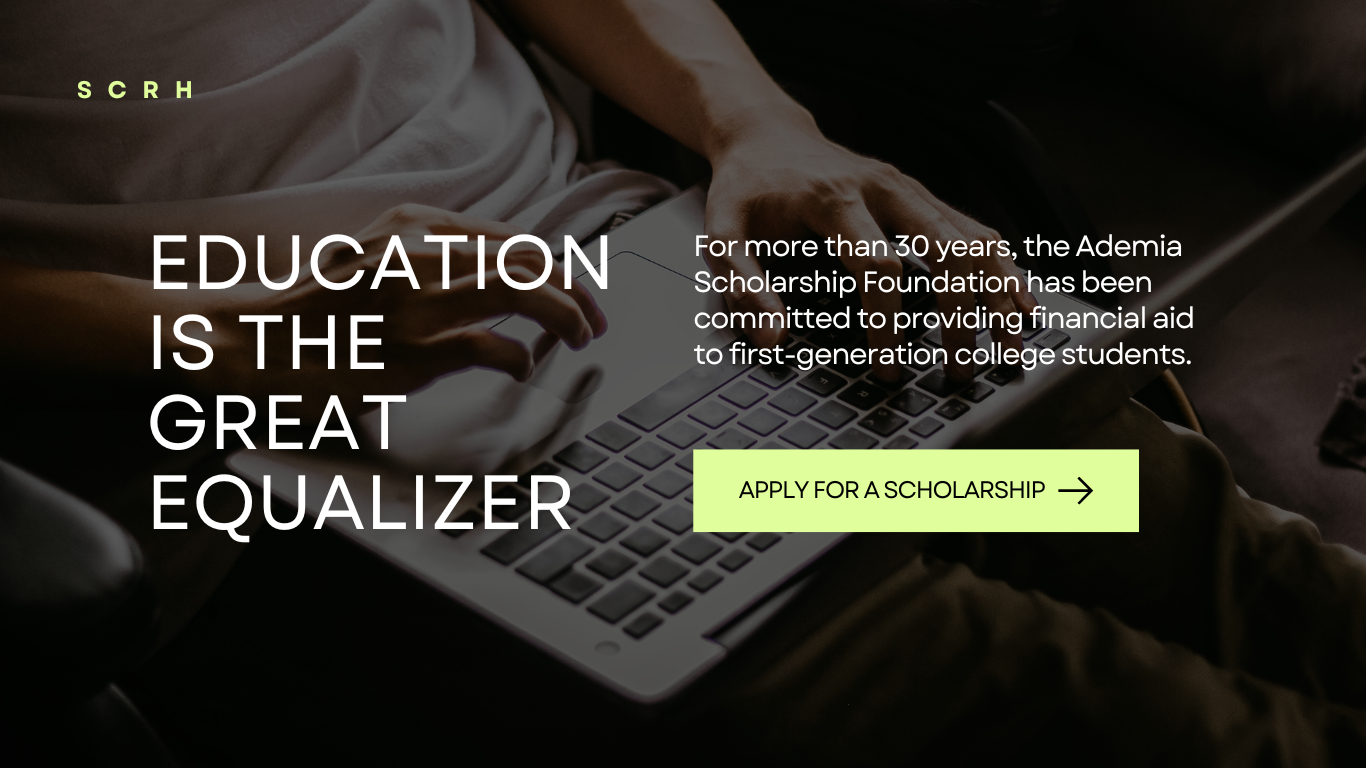 SCRH
EDUCATION
IS THE
GREAT
EQUALIZER
For more than 30 years, the Ademia
Scholarship Foundation has been
committed to providing financial aid
to first-generation college students.
APPLY FOR A SCHOLARSHIP →